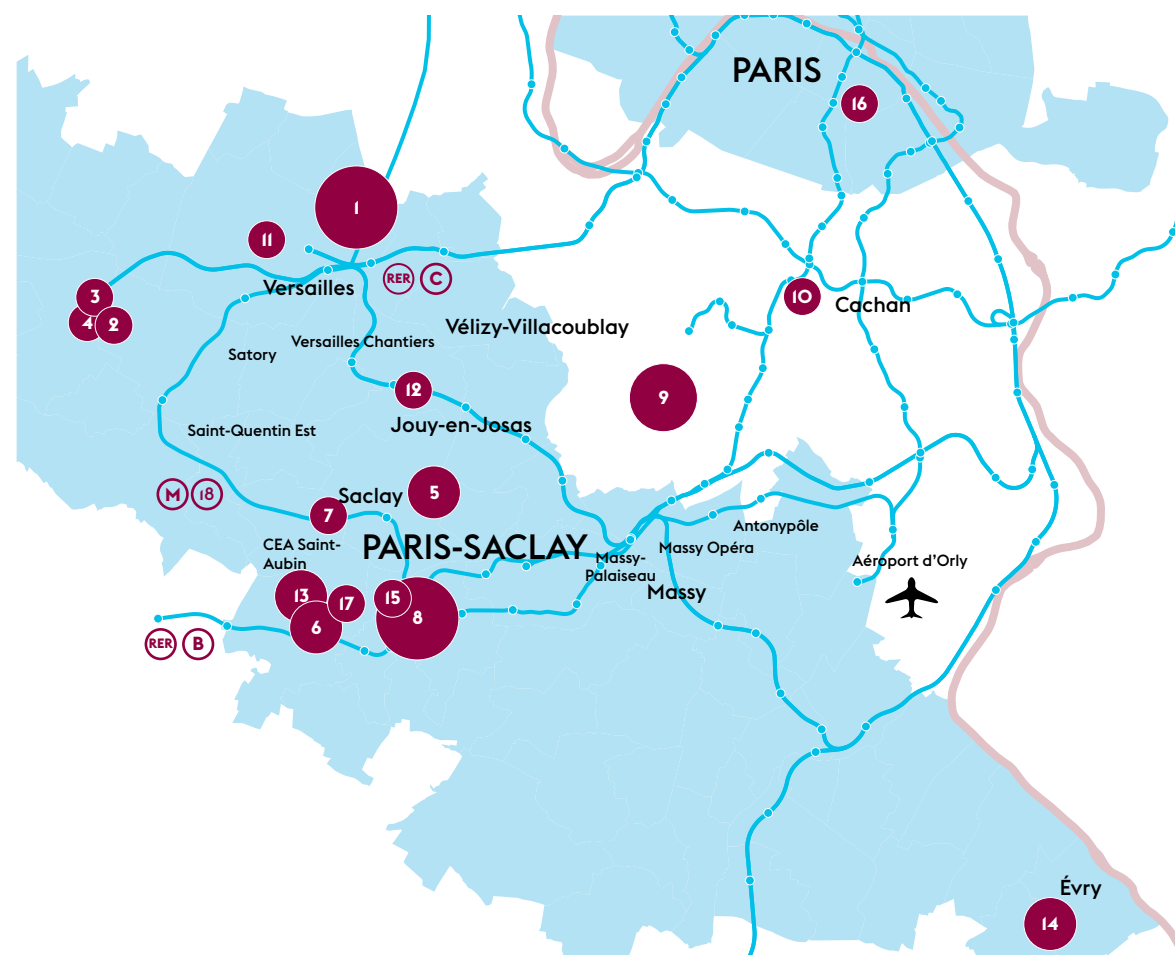 PARIS
16
1
11
RER C
3
Versailles
10
Cachan
4
2
Vélizy-Villacoublay
Versailles Chantiers
Satory
12
9
Jouy-en-Josas
Saint-Quentin Est
M 18
Saclay
5
7
Antonypôle
CEA Saint-
Aubin
PARIS-SACLAY
Massy Opéra
Massy-
Palaiseau
Aéroport d’Orly
Massy
13
17
15
8
6
RER B
Évry
14